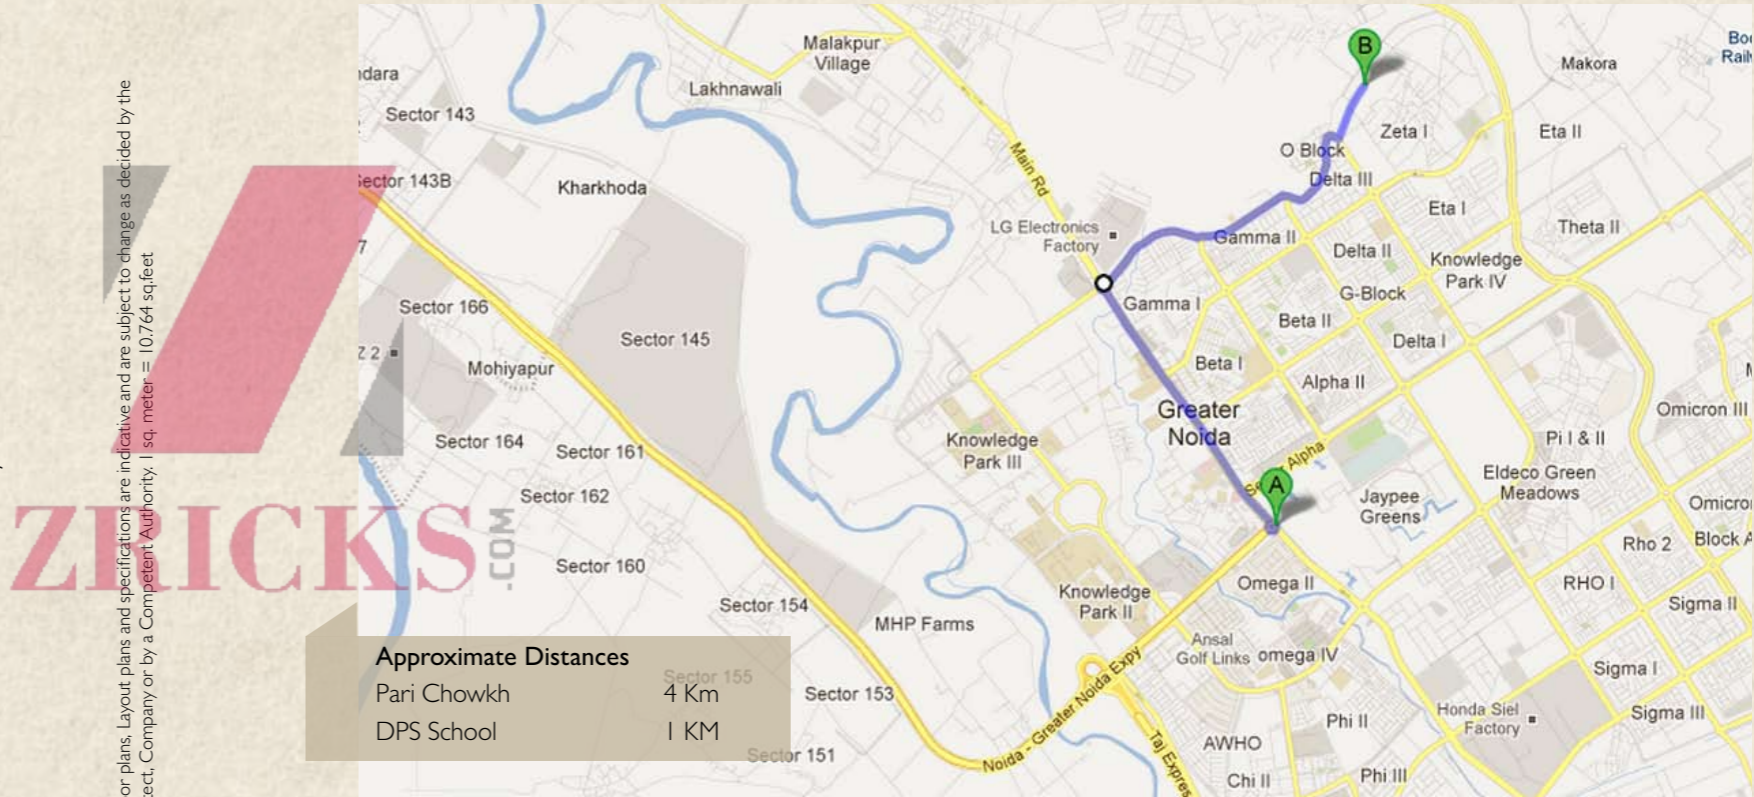 or plans, Layout plans and specifications are indicative and are subject to change as decided by the
tect, Company or by a Competent Authority. 1 sq. meter = 10.764 sq.feet
ZRICKS
.COM
Approximate Distances
Pari Chowkh 4 Km
DPS School 1 KM
ndara
Sector 143
Sector 143B
7
Sector 166
Z 2
Mohiyapur
Sector 164
Sector 161
Sector 162
Sector 160
Sector 154
Sector 155
Sector 153
Sector 151
Lakhnawali
Malakpur
Village
Kharkhoda
Sector 145
MHP Farms
Main Rd
LG Electronics
Factory
Knowledge
Park III
Knowledge
Park II
Noida - Greater Noida Expy
Taj Expres
B
O Block
Zeta I
Delta III
Gamma II
Gamma I
Eta I
Eta II
Makora
Theta II
Delta II
Knowledge
Park IV
G-Block
Beta II
Delta I
Beta I
Alpha II
Greater
Noida
Alpha
A
Jaypee
Greens
Omicron III
Pi I & II
Eldeco Green
Meadows
Omicro
Block A
Rho 2
RHO I
Sigma II
Omega II
Ansal
Golf Links
omega IV
Sigma I
Sigma III
Honda Siel
Factory
Phi II
AWHO
Chi II
Phi III